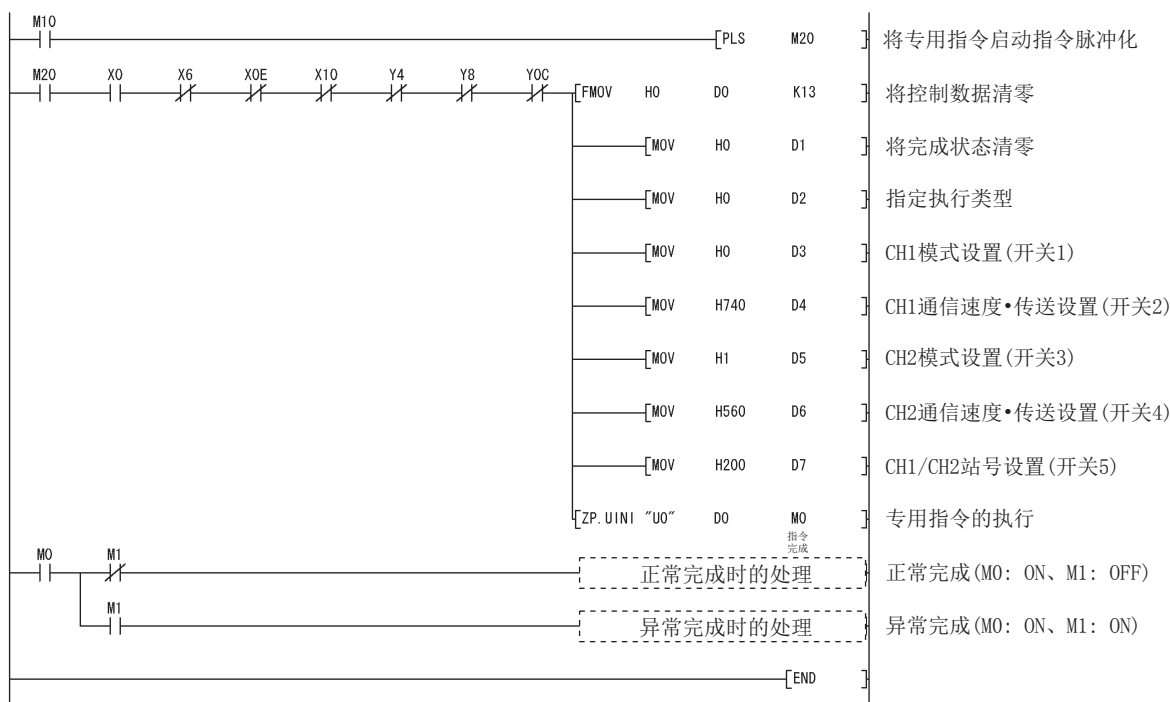 M10
[PLS M20 ] 将专用指令启动指令脉冲化
M20 X0 X6 X0E X10 Y4 Y8 Y0C
[FMOV H0 D0 K13 ] 将控制数据清零
[MOV H0 D1 ] 将完成状态清零
[MOV H0 D2 ] 指定执行类型
[MOV H0 D3 ] CH1模式设置(开关1)
[MOV H740 D4 ] CH1通信速度•传送设置(开关2)
[MOV H1 D5 ] CH2模式设置(开关3)
[MOV H560 D6 ] CH2通信速度•传送设置(开关4)
[MOV H200 D7 ] CH1/CH2站号设置(开关5)
[ZP.UINI "U0" D0 M0 ] 专用指令的执行
指令
完成
M0 M1
正常完成时的处理 正常完成(M0: ON、M1: OFF)
M1
异常完成时的处理 异常完成(M0: ON、M1: ON)
[END ]